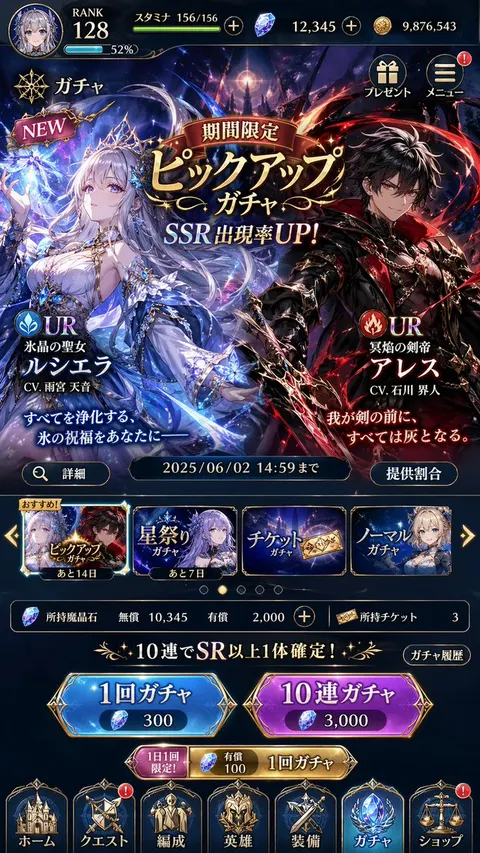 RANK
128
52%
スタミナ 156/156
12,345
9,876,543
ガチャ
プレゼント
メニュー
!
NEW
期間限定
ピックアップ
ガチャ
SSR出現率UP!
UR
氷晶の聖女
ルシエラ
CV. 雨宮 天音
すべてを浄化する、
氷の祝福をあなたに──
UR
冥焔の剣帝
アレス
CV. 石川 界人
我が剣の前に、
すべては灰となる。
詳細
2025/06/02 14:59まで
提供割合
おすすめ!
ピックアップ
ガチャ
あと14日
星祭り
ガチャ
あと7日
チケット
ガチャ
ノーマル
ガチャ
所持魔晶石 無償 10,345 有償 2,000
所持チケット 3
10連でSR以上1体確定!
ガチャ履歴
1回ガチャ
300
10連ガチャ
3,000
1日1回
限定!
有償
100
1回ガチャ
ホーム
クエスト
!
編成
英雄
装備
ガチャ
ショップ
!